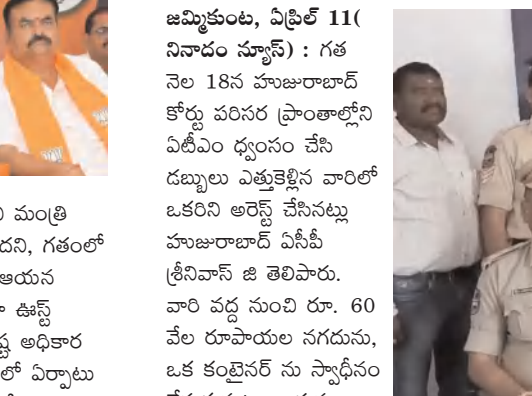 ి మంత్రి
దని, గతంలో
ఆయన
ా ఊస్ట్
ష్ట అధికార
లో ఏర్పాటు
జమ్మికుంట, ఏప్రిల్ 11(
నినాదం న్యూస్) : గత
నెల 18న హుజురాబాద్
కోర్టు పరిసర ప్రాంతాల్లోని
ఏటీఎం ధ్వంసం చేసి
డబ్బులు ఎత్తుకెళ్లిన వారిలో
ఒకరిని అరెస్ట్ చేసినట్లు
హుజురాబాద్ ఏసీపీ
శ్రీనివాస్ జి తెలిపారు.
వారి వద్ద నుంచి రూ. 60
వేల రూపాయల నగదును,
ఒక కంటైనర్ ను స్వాధీనం